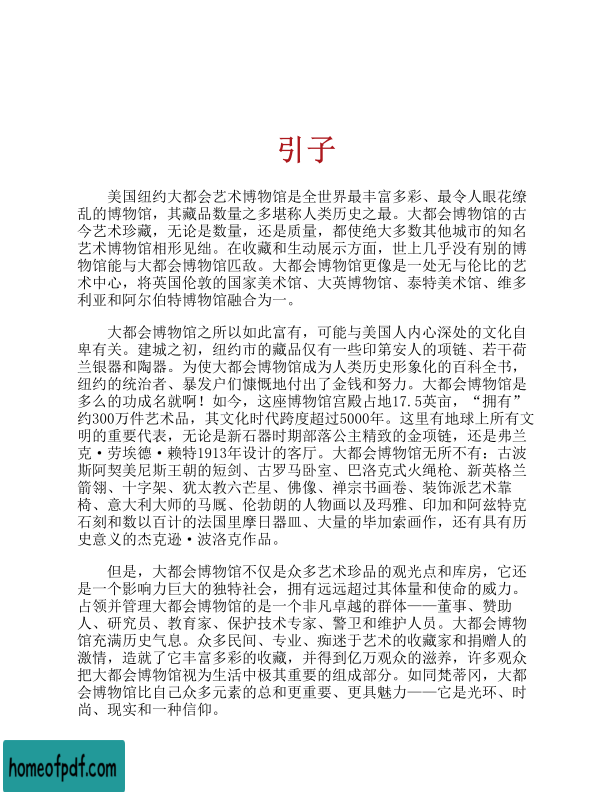 引子
美国纽约大都会艺术博物馆是全世界最丰富多彩、最令人眼花缭
乱的博物馆，其藏品数量之多堪称人类历史之最。大都会博物馆的古
今艺术珍藏，无论是数量，还是质量，都使绝大多数其他城市的知名
艺术博物馆相形见绌。在收藏和生动展示方面，世上几乎没有别的博
物馆能与大都会博物馆匹敌。大都会博物馆更像是一处无与伦比的艺
术中心，将英国伦敦的国家美术馆、大英博物馆、泰特美术馆、维多
利亚和阿尔伯特博物馆融合为一。
大都会博物馆之所以如此富有，可能与美国人内心深处的文化自
卑有关。建城之初，纽约市的藏品仅有一些印第安人的项链、若干荷
兰银器和陶器。为使大都会博物馆成为人类历史形象化的百科全书，
纽约的统治者、暴发户们慷慨地付出了金钱和努力。大都会博物馆是
多么的功成名就啊！如今，这座博物馆宫殿占地17.5英亩，“拥有”
约300万件艺术品，其文化时代跨度超过5000年。这里有地球上所有文
明的重要代表，无论是新石器时期部落公主精致的金项链，还是弗兰
克·劳埃德·赖特1913年设计的客厅。大都会博物馆无所不有：古波
斯阿契美尼斯王朝的短剑、古罗马卧室、巴洛克式火绳枪、新英格兰
箭翎、十字架、犹太教六芒星、佛像、禅宗书画卷、装饰派艺术靠
椅、意大利大师的马厩、伦勃朗的人物画以及玛雅、印加和阿兹特克
石刻和数以百计的法国里摩日器皿、大量的毕加索画作，还有具有历
史意义的杰克逊·波洛克作品。
但是，大都会博物馆不仅是众多艺术珍品的观光点和库房，它还
是一个影响力巨大的独特社会，拥有远远超过其体量和使命的威力。
占领并管理大都会博物馆的是一个非凡卓越的群体——董事、赞助
人、研究员、教育家、保护技术专家、警卫和维护人员。大都会博物
馆充满历史气息。众多民间、专业、痴迷于艺术的收藏家和捐赠人的
激情，造就了它丰富多彩的收藏，并得到亿万观众的滋养，许多观众
把大都会博物馆视为生活中极其重要的组成部分。如同梵蒂冈，大都
会博物馆比自己众多元素的总和更重要、更具魅力——它是光环、时
尚、现实和一种信仰。
homeofpdf.com